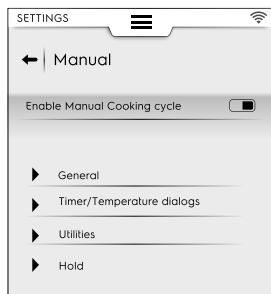 SETTINGS
Manual
Enable Manual Cooking cycle
General
Timer/Temperature dialogs
Utilities
Hold